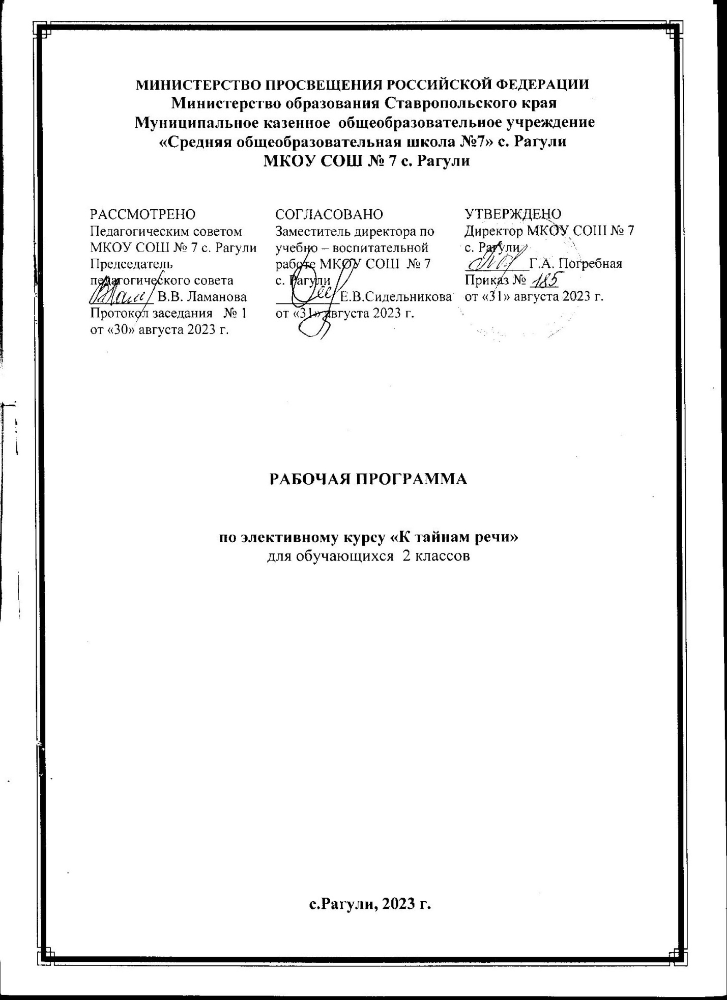 МИНИСТЕРСТВО ПРОСВЕЩЕНИЯ РОССИЙСКОЙ ФЕДЕРАЦИИ
Министерство образования Ставропольского края
Муниципальное казенное общеобразовательное учреждение
«Средняя общеобразовательная школа №7» с. Рагули
МКОУ СОШ № 7 с. Рагули
РАССМОТРЕНО
Педагогическим советом
МКОУ СОШ № 7 с. Рагули
Председатель
педагогического совета
_________ В.В. Ламанова
Протокол заседания № 1
от «30» августа 2023 г.
СОГЛАСОВАНО
Заместитель директора по
учебно – воспитательной
работе МКОУ СОШ № 7
с. Рагули
_________Е.В.Сидельникова
от «31» августа 2023 г.
УТВЕРЖДЕНО
Директор МКОУ СОШ № 7
с. Рагули
_________Г.А. Погребная
Приказ № 185
от «31» августа 2023 г.
РАБОЧАЯ ПРОГРАММА
по элективному курсу «К тайнам речи»
для обучающихся 2 классов
с.Рагули, 2023 г.